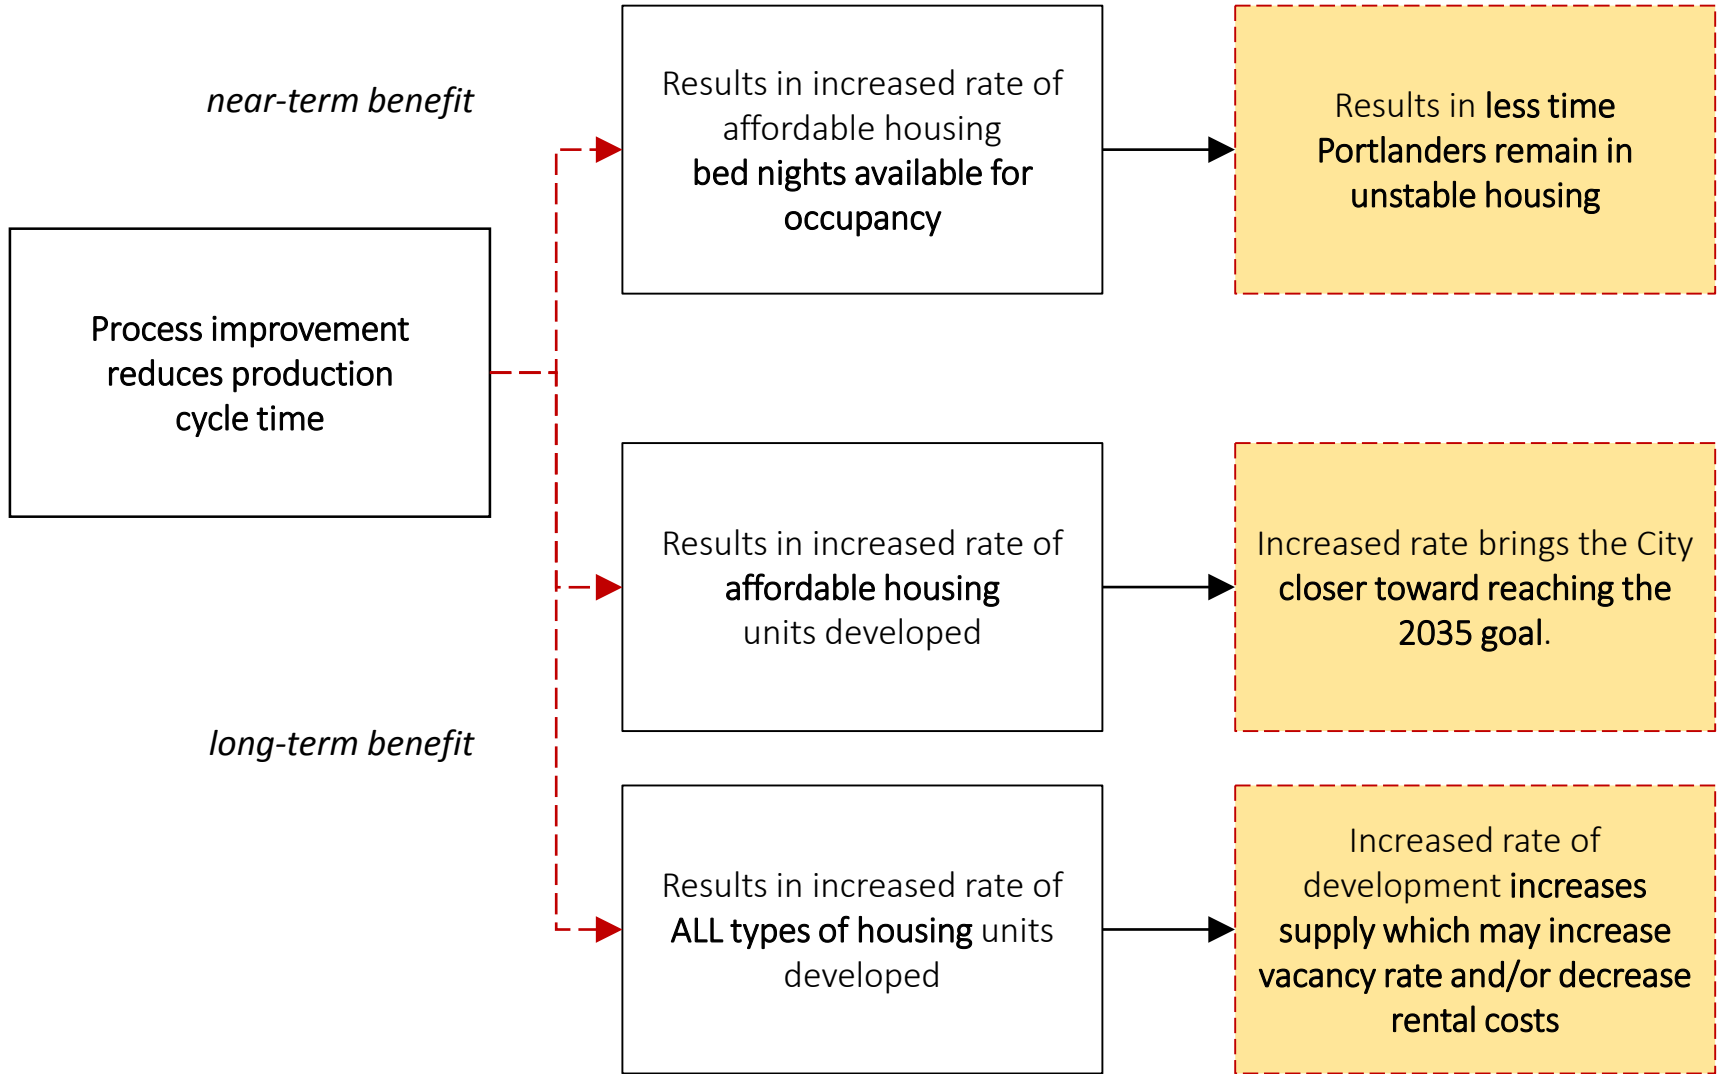 near-term benefit
Results in increased rate of
affordable housing
bed nights available for
occupancy
Results in less time
Portlanders remain in
unstable housing
Process improvement
reduces production
cycle time
Results in increased rate of
affordable housing
units developed
Increased rate brings the City
closer toward reaching the
2035 goal.
long-term benefit
Results in increased rate of
ALL types of housing units
developed
Increased rate of
development increases
supply which may increase
vacancy rate and/or decrease
rental costs